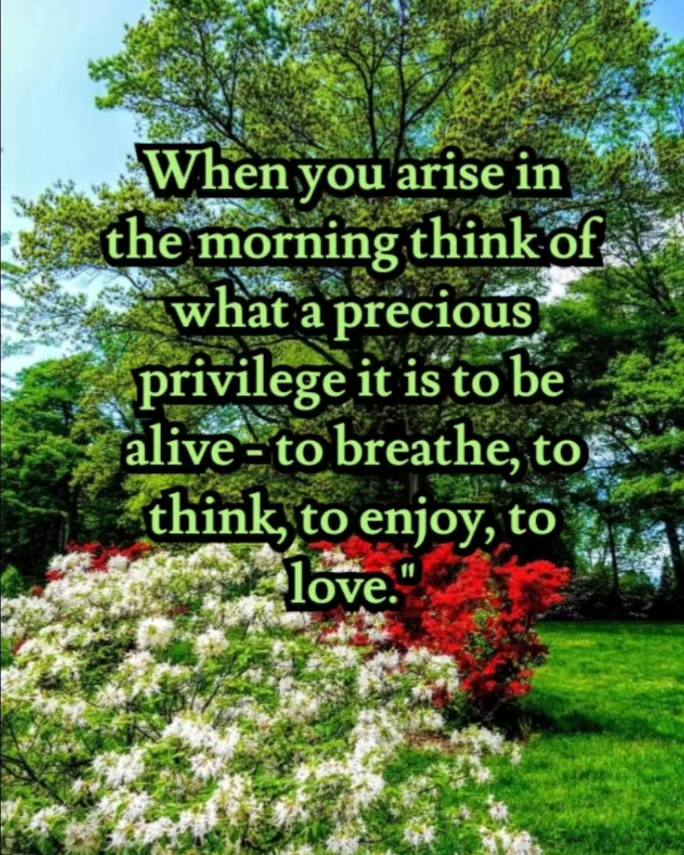 When you arise in
the morning think of
what a precious
privilege it is to be
alive - to breathe, to
think, to enjoy, to
love."